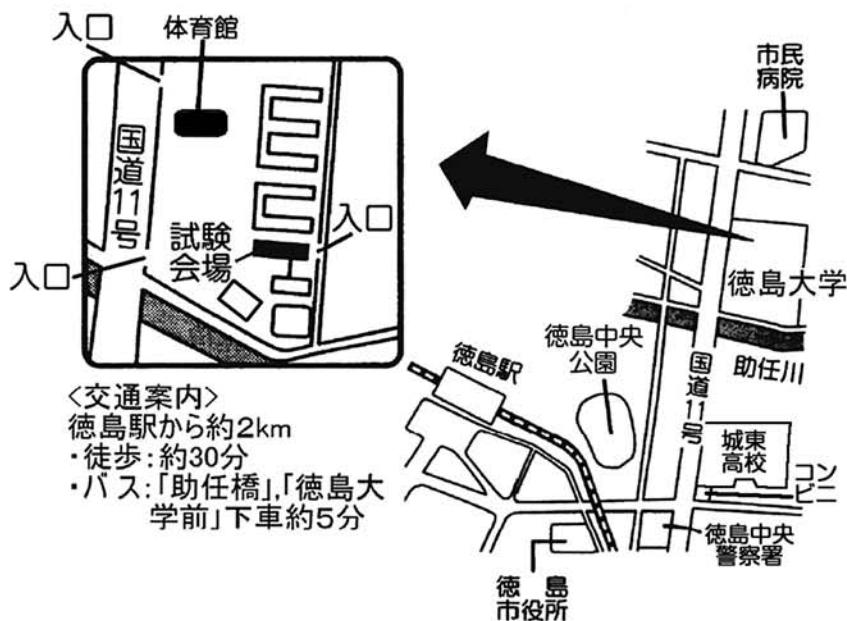 入口
体育館
国道11号
試験
会場
入口
入口
<交通案内>
徳島駅から約2km
・徒歩:約30分
・バス:「助任橋」,「徳島大
学前」下車約5分
市民
病院
徳島大学
徳島中央
公園
徳島駅
国道11号
助任川
城東
高校
コン
ビニ
徳島中央
警察署
徳島
市役所